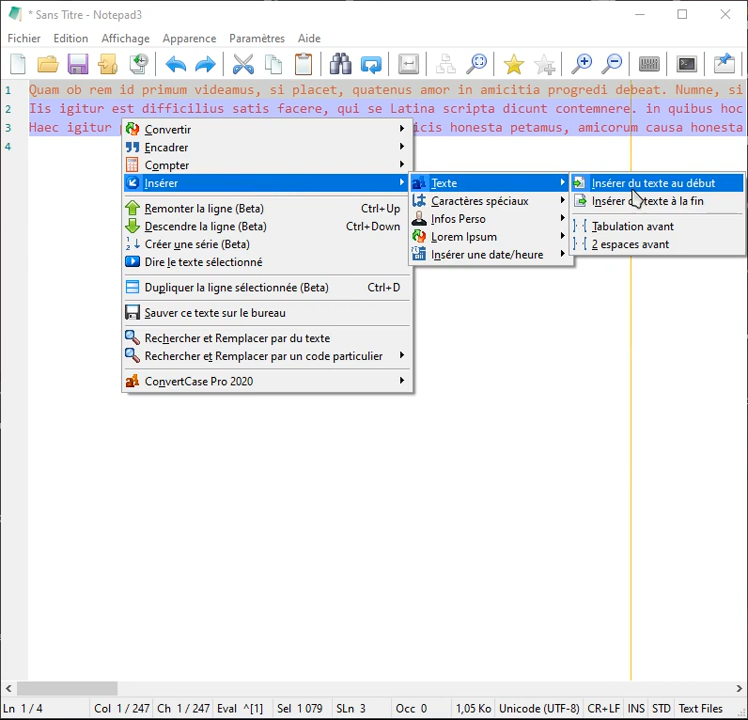 * Sans Titre - Notepad3
Fichier Edition Affichage Apparence Paramètres Aide
1 Quam ob rem id primum videamus, si placet, quatenus amor in amicitia progredi debeat. Numne, si
2 Iis igitur est difficilius satis facere, qui se Latina scripta dicunt contemnere. in quibus hoc
3 Haec igitur icis honesta petamus, amicorum causa honesta
4
Convertir
Encadrer
Compter
Insérer
Remonter la ligne (Beta) Ctrl+Up
Descendre la ligne (Beta) Ctrl+Down
Créer une série (Beta)
Dire le texte sélectionné
Dupliquer la ligne sélectionnée (Beta) Ctrl+D
Sauver ce texte sur le bureau
Rechercher et Remplacer par du texte
Rechercher et Remplacer par un code particulier
ConvertCase Pro 2020
Texte
Caractères spéciaux
Infos Perso
Lorem Ipsum
Insérer une date/heure
Insérer du texte au début
Insérer texte à la fin
Tabulation avant
2 espaces avant
Ln 1 / 4 Col 1 / 247 Ch 1 / 247 Eval ^[1] Sel 1 079 SLn 3 Occ 0 1,05 Ko Unicode (UTF-8) CR+LF INS STD Text Files